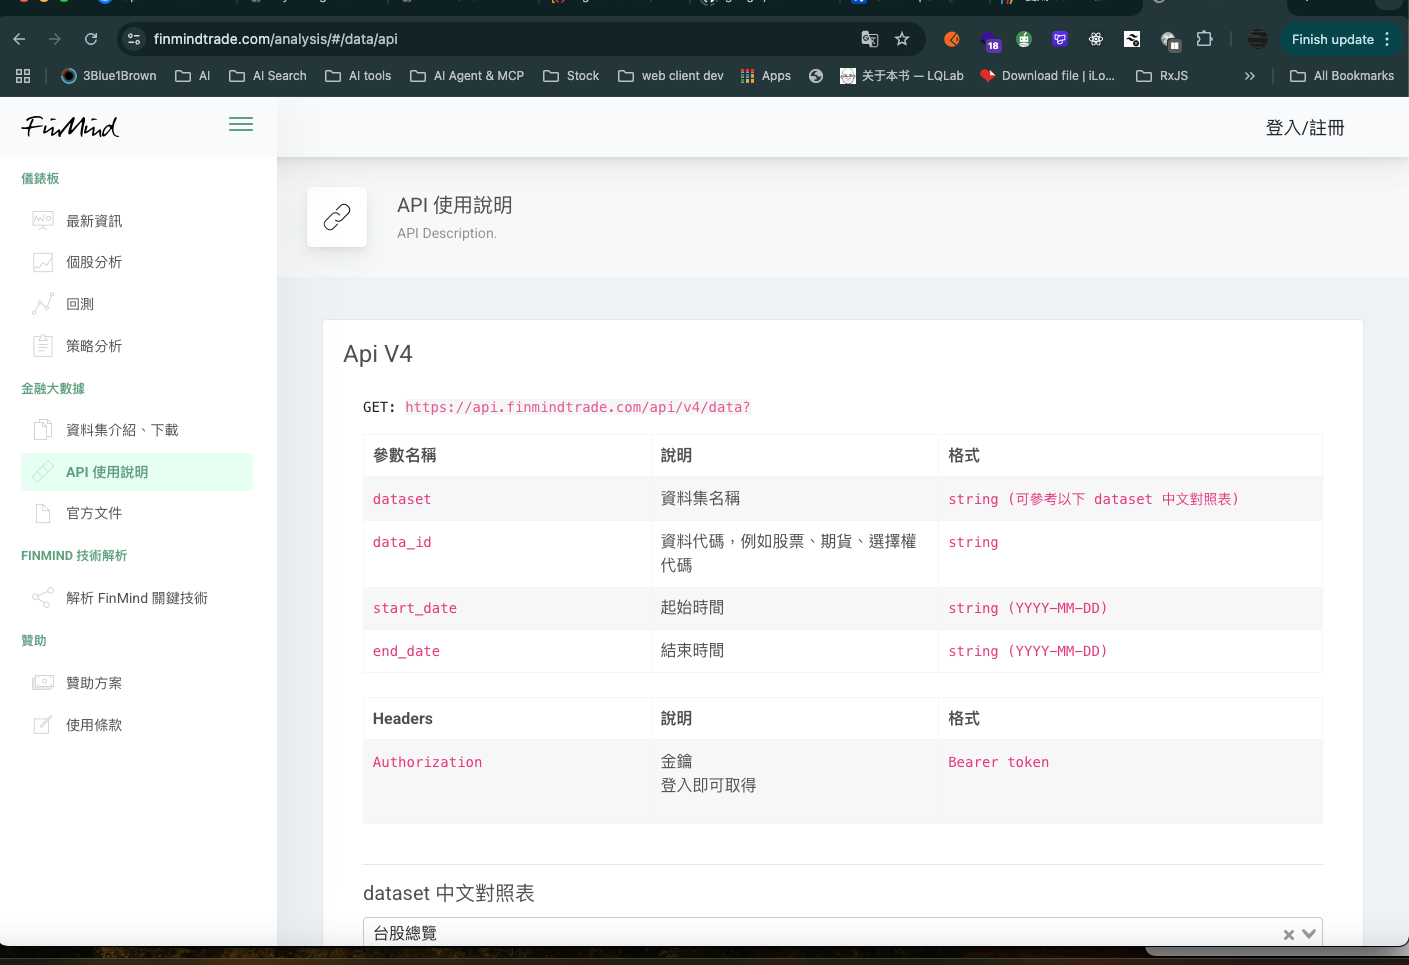 finmindtrade.com/analysis/#/data/api
18
Finish update
3Blue1Brown
AI
AI Search
AI tools
AI Agent & MCP
Stock
web client dev
Apps
关于本书 — LQLab
Download file | iLo...
RxJS
All Bookmarks
FinMind
登入/註冊
儀錶板
最新資訊
個股分析
回測
策略分析
金融大數據
資料集介紹、下載
API 使用說明
官方文件
FINMIND 技術解析
解析 FinMind 關鍵技術
贊助
贊助方案
使用條款
API 使用說明
API Description.
Api V4
GET: https://api.finmindtrade.com/api/v4/data?
參數名稱 說明 格式
dataset 資料集名稱 string (可參考以下 dataset 中文對照表)
data_id 資料代碼，例如股票、期貨、選擇權 string
代碼
start_date 起始時間 string (YYYY-MM-DD)
end_date 結束時間 string (YYYY-MM-DD)
Headers 說明 格式
Authorization 金鑰 Bearer token
登入即可取得
dataset 中文對照表
台股總覽